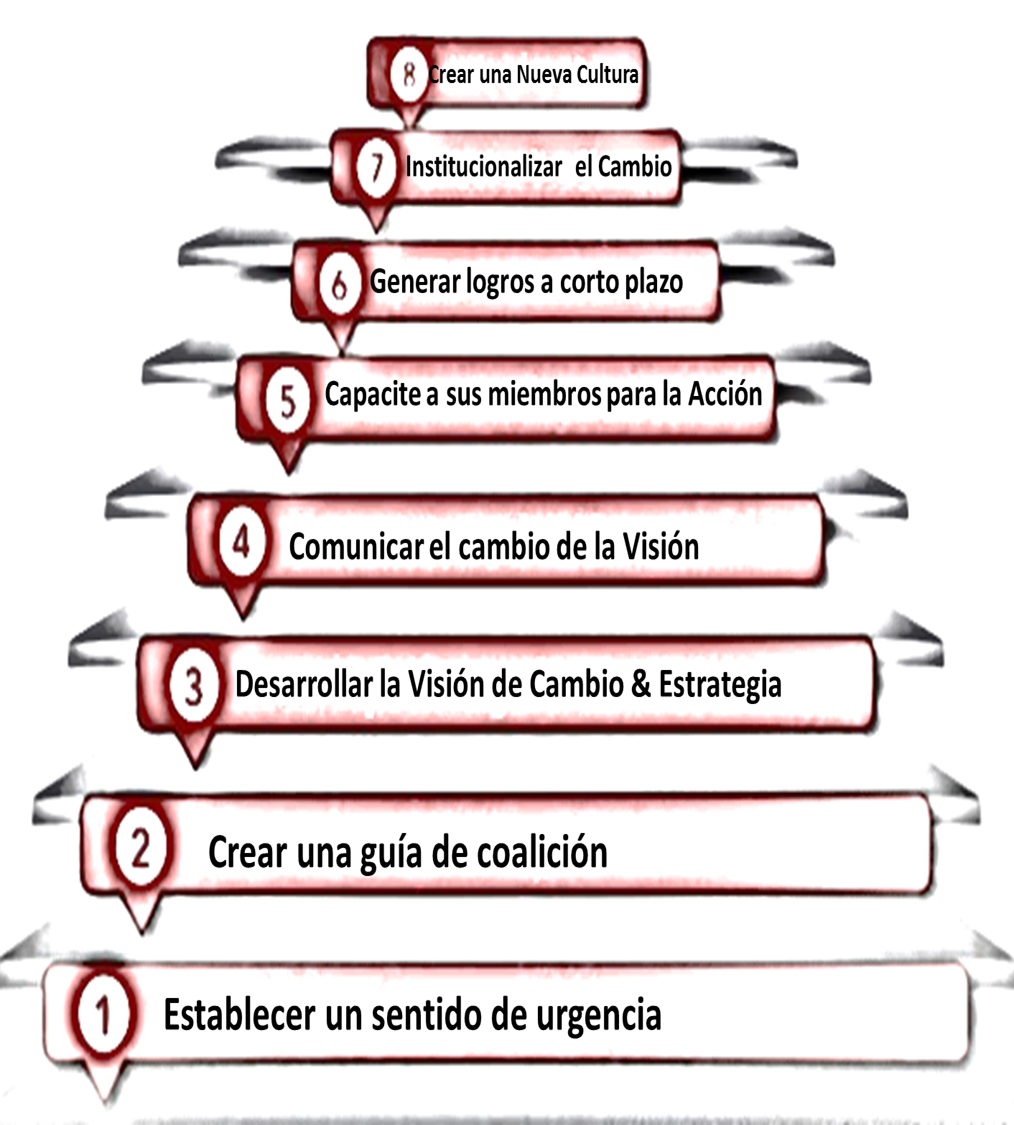 8 Crear una Nueva Cultura
7 Institucionalizar el Cambio
6 Generar logros a corto plazo
5 Capacite a sus miembros para la Acción
4 Comunicar el cambio de la Visión
3 Desarrollar la Visión de Cambio & Estrategia
2 Crear una guía de coalición
1 Establecer un sentido de urgencia